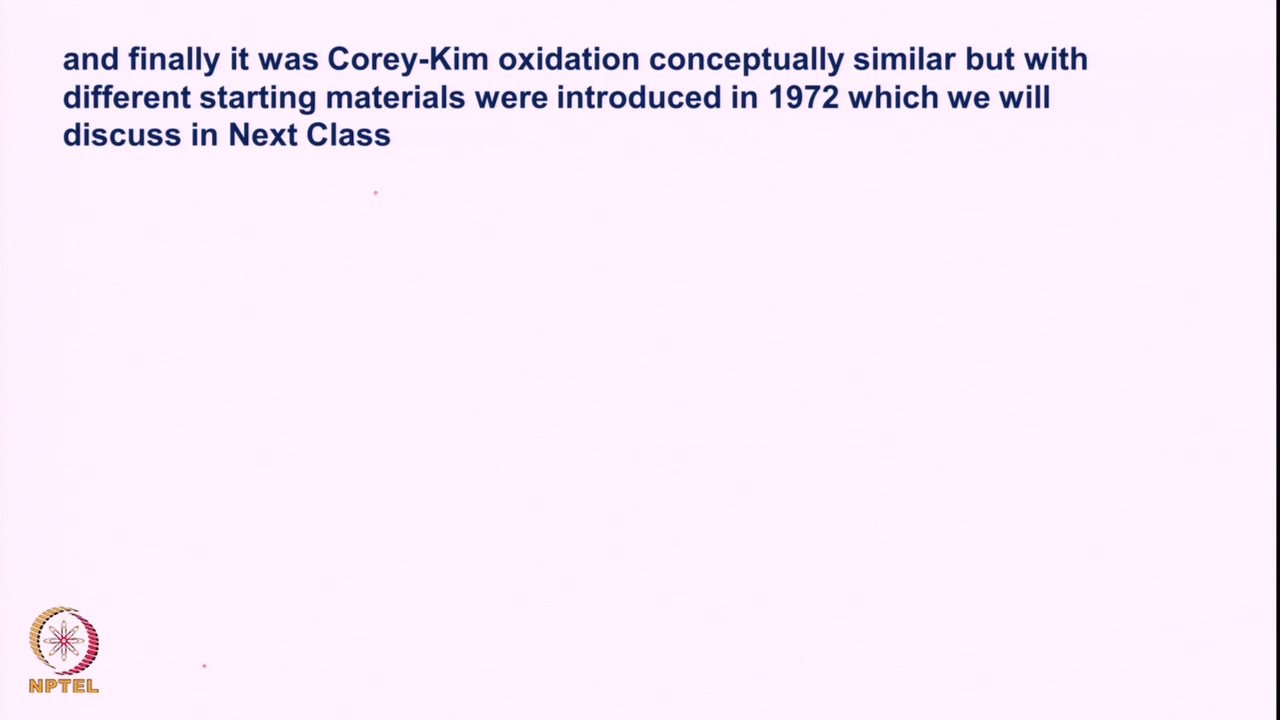 and finally it was Corey-Kim oxidation conceptually similar but with
different starting materials were introduced in 1972 which we will
discuss in Next Class
NPTEL